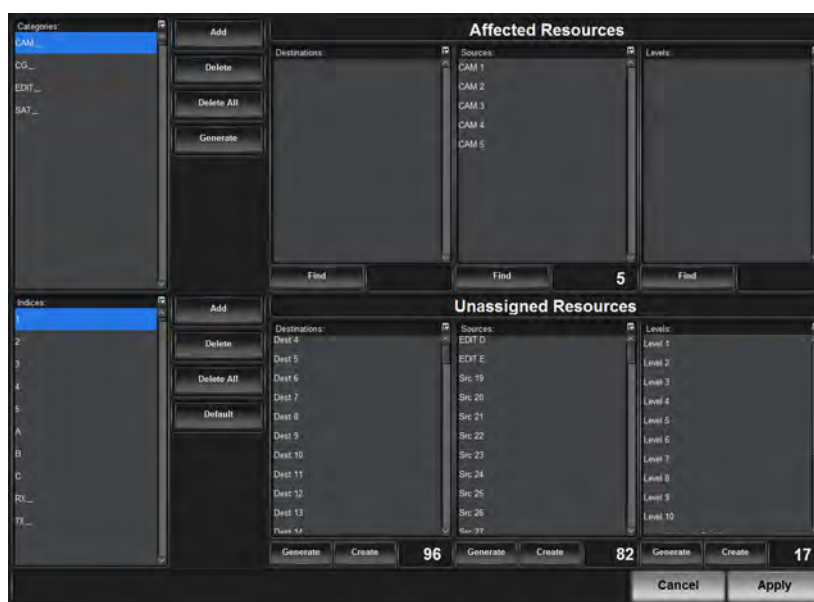 Categories:
CAM_
CG_
EDIT_
SAT_
Add
Delete
Delete All
Generate
Affected Resources
Destinations:
Find
Sources:
CAM 1
CAM 2
CAM 3
CAM 4
CAM 5
Find
5
Levels:
Find
Indices:
1
2
3
4
5
A
B
C
RX_
TX_
Add
Delete
Delete All
Default
Unassigned Resources
Destinations:
Dest 4
Dest 5
Dest 6
Dest 7
Dest 8
Dest 9
Dest 10
Dest 11
Dest 12
Dest 13
Dest 14
Generate
Create
96
Sources:
EDIT D
EDIT E
Src 19
Src 20
Src 21
Src 22
Src 23
Src 24
Src 25
Src 26
Src 27
Generate
Create
82
Levels:
Level 1
Level 2
Level 3
Level 4
Level 5
Level 6
Level 7
Level 8
Level 9
Level 10
Generate
Create
17
Cancel
Apply